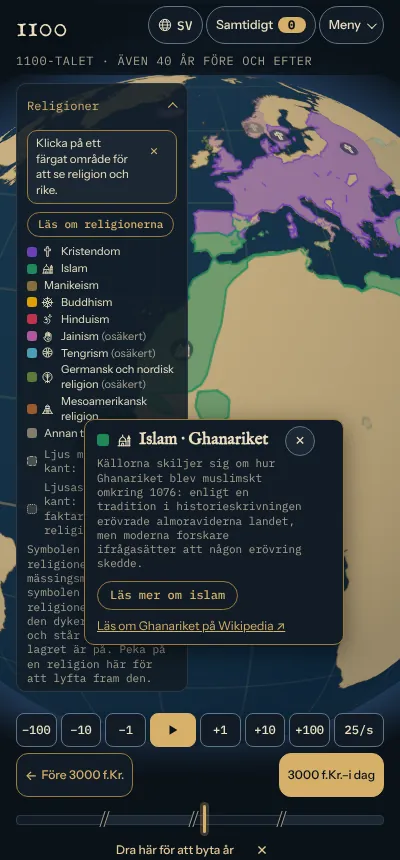 1100
SV
Samtidigt 0
Meny
1100-TALET · ÄVEN 40 ÅR FÖRE OCH EFTER
Religioner
Klicka på ett
färgat område för
att se religion och
rike.
×
Läs om religionerna
Kristendom
Islam
Manikeism
Buddhism
Hinduism
Jainism (osäkert)
Tengrism (osäkert)
Germansk och nordisk
religion (osäkert)
Mesoamerikansk
religion
Annan
Ljus
kant:
Ljusas
kant:
faktar
religi
Symbolen
religione
mässingsm
symbolen
religione
den dyker
och står
lagret är på. Peka på
en religion här för
att lyfta fram den.
Islam · Ghanariket
×
Källorna skiljer sig om hur
Ghanariket blev muslimskt
omkring 1076: enligt en
tradition i historieskrivningen
erövrade almoraviderna landet,
men moderna forskare
ifrågasätter att någon erövring
skedde.
Läs mer om islam
Läs om Ghanariket på Wikipedia ↗
−100
−10
−1
▶
+1
+10
+100
25/s
← Före 3000 f.Kr.
3000 f.Kr.–i dag
Dra här för att byta år
×